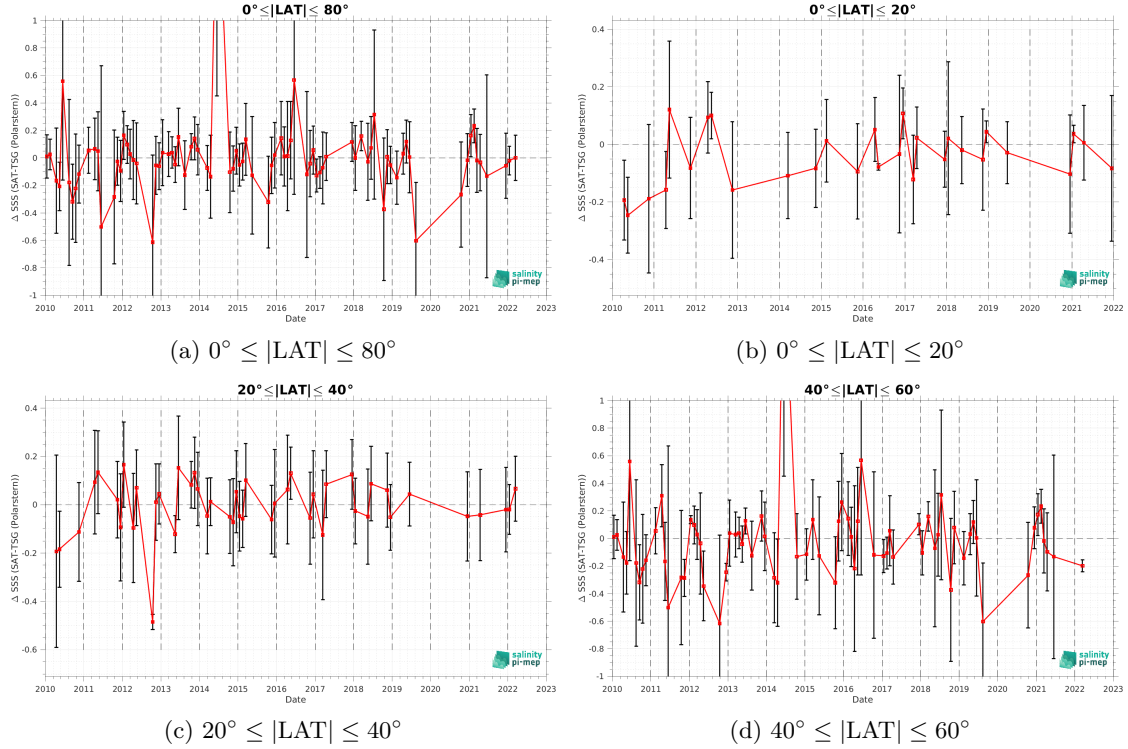 0°≤|LAT|≤ 80°
Δ SSS (SAT-TSG (Polarstern))
1
0.8
0.6
0.4
0.2
0
-0.2
-0.4
-0.6
-0.8
-1
2010 2011 2012 2013 2014 2015 2016 2017 2018 2019 2020 2021 2022 2023
Date
salinity
pi-mep
(a) 0° ≤ |LAT| ≤ 80°
0°≤|LAT|≤ 20°
Δ SSS (SAT-TSG (Polarstern))
0.4
0.2
0
-0.2
-0.4
2010 2011 2012 2013 2014 2015 2016 2017 2018 2019 2020 2021 2022
Date
salinity
pi-mep
(b) 0° ≤ |LAT| ≤ 20°
20°≤|LAT|≤ 40°
Δ SSS (SAT-TSG (Polarstern))
0.4
0.2
0
-0.2
-0.4
-0.6
2010 2011 2012 2013 2014 2015 2016 2017 2018 2019 2020 2021 2022 2023
Date
salinity
pi-mep
(c) 20° ≤ |LAT| ≤ 40°
40°≤|LAT|≤ 60°
Δ SSS (SAT-TSG (Polarstern))
1
0.8
0.6
0.4
0.2
0
-0.2
-0.4
-0.6
-0.8
-1
2010 2011 2012 2013 2014 2015 2016 2017 2018 2019 2020 2021 2022 2023
Date
salinity
pi-mep
(d) 40° ≤ |LAT| ≤ 60°